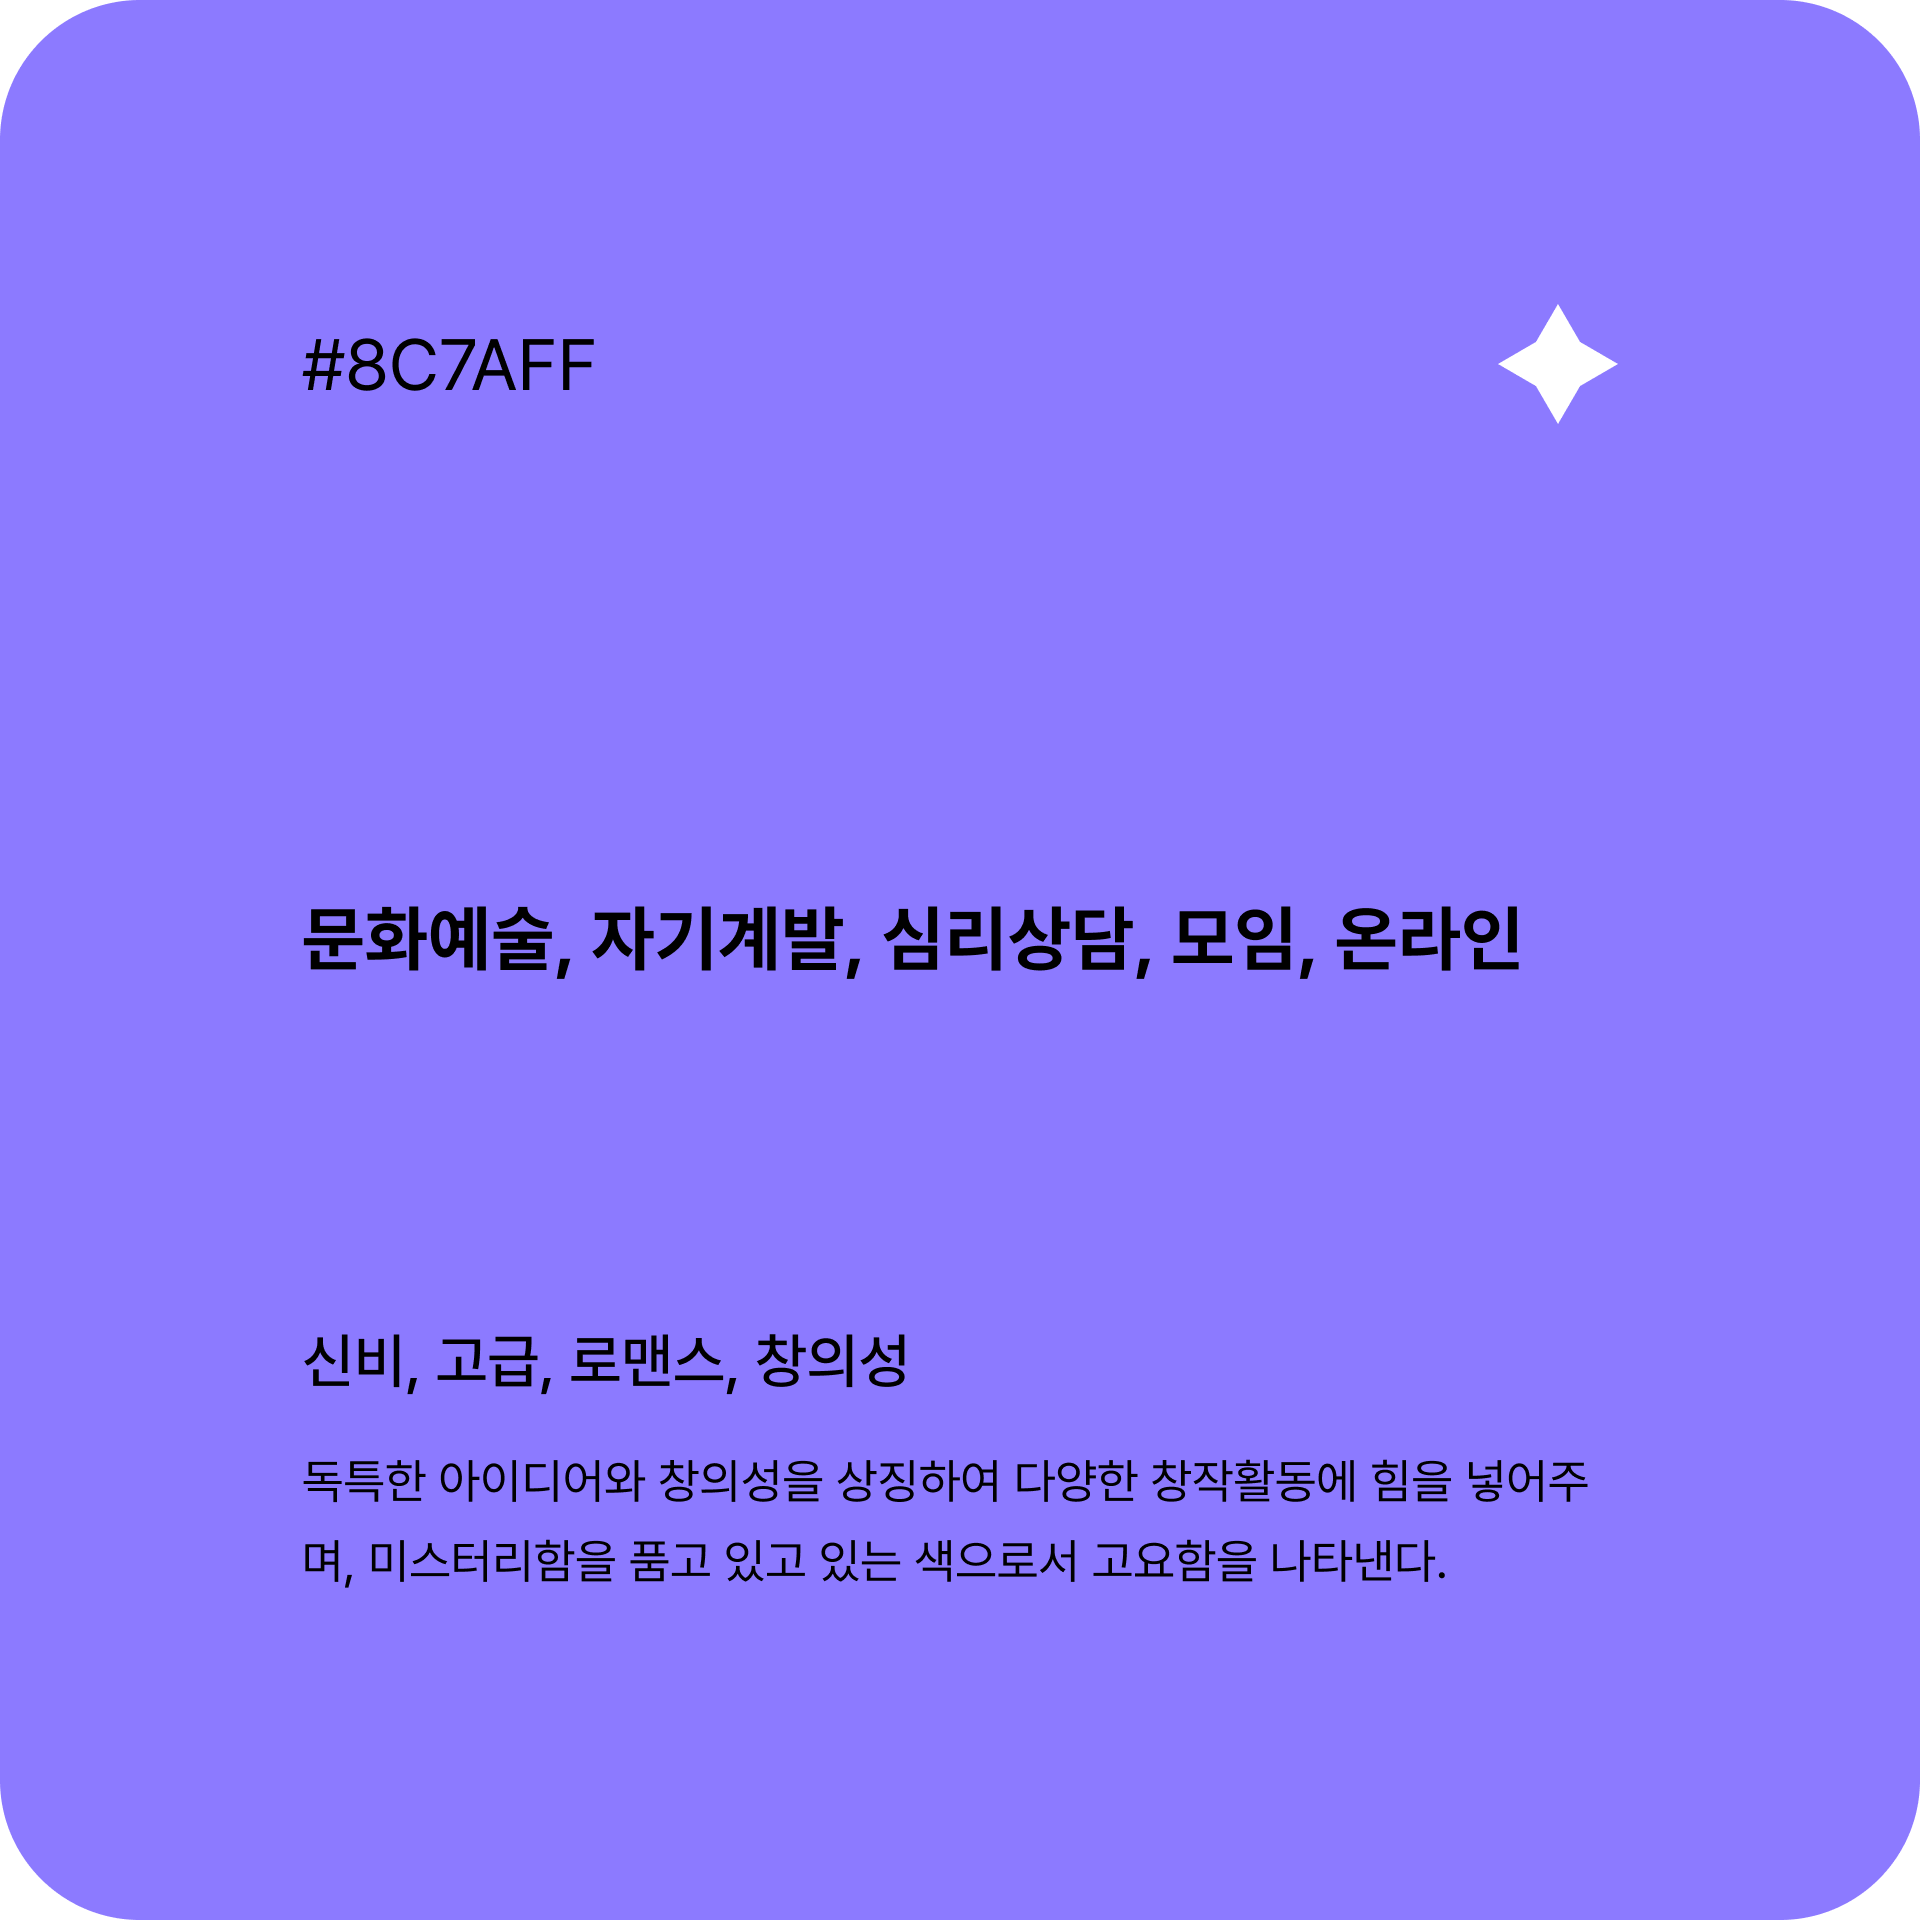 #8C7AFF
문화예술, 자기계발, 심리상담, 모임, 온라인
신비, 고급, 로맨스, 창의성
독특한 아이디어와 창의성을 상징하여 다양한 창작활동에 힘을 넣어주
며, 미스터리함을 품고 있고 있는 색으로서 고요함을 나타낸다.